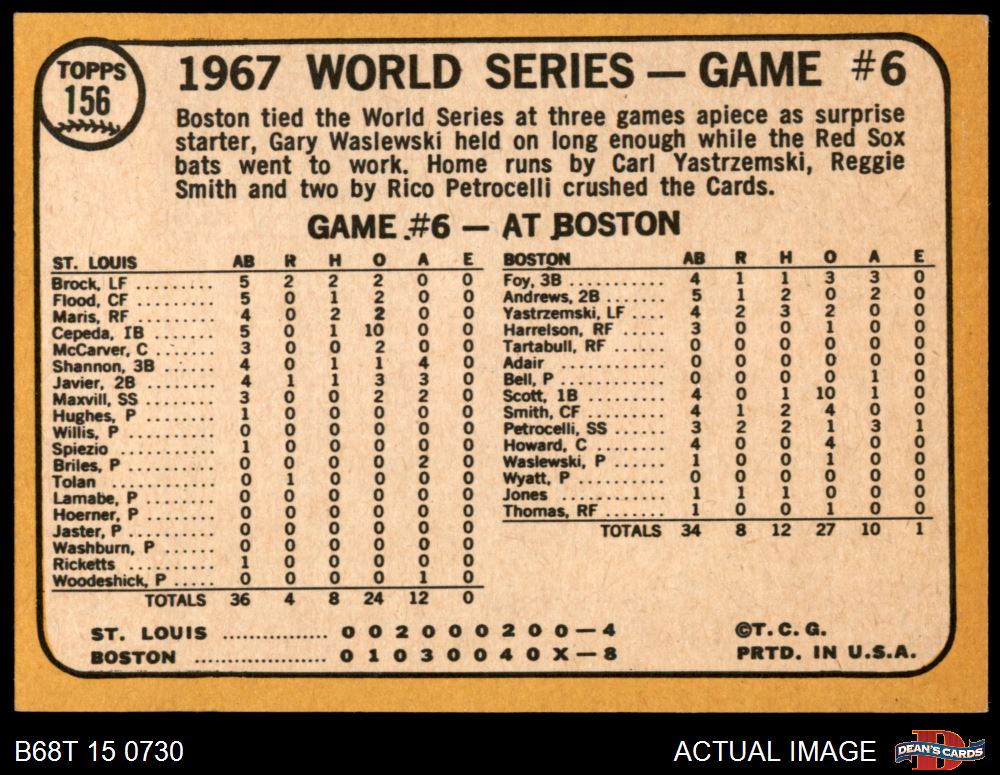 TOPPS
156
1967 WORLD SERIES — GAME #6
Boston tied the World Series at three games apiece as surprise
starter, Gary Waslewski held on long enough while the Red Sox
bats went to work. Home runs by Carl Yastrzemski, Reggie
Smith and two by Rico Petrocelli crushed the Cards.
GAME #6 — AT BOSTON
ST. LOUIS AB R H O A E
Brock, LF ......... 5 2 2 2 0 0
Flood, CF ......... 5 0 1 2 0 0
Maris, RF ......... 4 0 2 2 0 0
Cepeda, 1B ........ 5 0 1 10 0 0
McCarver, C ....... 3 0 0 2 0 0
Shannon, 3B ....... 4 0 1 1 4 0
Javier, 2B ........ 4 1 1 3 3 0
Maxvill, SS ....... 3 0 0 2 2 0
Hughes, P ......... 1 0 0 0 0 0
Willis, P ......... 0 0 0 0 0 0
Spiezio .......... 1 0 0 0 0 0
Briles, P ......... 0 0 0 0 2 0
Tolan ............ 0 1 0 0 0 0
Lamabe, P ........ 0 0 0 0 0 0
Hoerner, P ........ 0 0 0 0 0 0
Jaster, P ......... 0 0 0 0 0 0
Washburn, P ...... 0 0 0 0 0 0
Ricketts ......... 1 0 0 0 0 0
Woodeshick, P ..... 0 0 0 0 1 0
TOTALS 36 4 8 24 12 0
BOSTON AB R H O A E
Foy, 3B ........... 4 1 1 3 3 0
Andrews, 2B ....... 5 1 2 0 2 0
Yastrzemski, LF .... 4 2 3 2 0 0
Harrelson, RF ..... 3 0 0 1 0 0
Tartabull, RF ...... 0 0 0 0 0 0
Adair ............ 0 0 0 0 0 0
Bell, P ........... 0 0 0 0 1 0
Scott, 1B ......... 4 0 1 10 1 0
Smith, CF ......... 4 1 2 4 0 0
Petrocelli, SS ..... 3 2 2 1 3 1
Howard, C ........ 4 0 0 4 0 0
Waslewski, P ...... 1 0 0 1 0 0
Wyatt, P .......... 0 0 0 0 0 0
Jones ............ 1 1 1 0 0 0
Thomas, RF ....... 1 0 0 1 0 0
TOTALS 34 8 12 27 10 1
ST. LOUIS ............... 0 0 2 0 0 0 2 0 0—4
BOSTON ................... 0 1 0 3 0 0 4 0 X—8
©T. C. G.
PRTD. IN U.S.A.
B68T 15 0730
ACTUAL IMAGE
DEAN'S CARDS